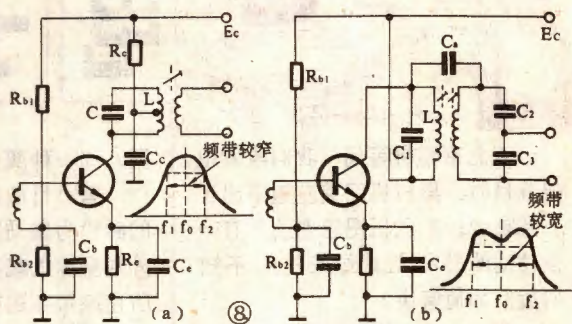 Ec
Rc
Rb1
C
L
Cc
频带较窄
f1 f0 f2
Rb2
Cb
Re
Ce
(a)
⑧
Ec
Ca
Rb1
L
C1
C2
C3
频带
较宽
Rb2
Cb
Ce
f1 f0 f2
(b)